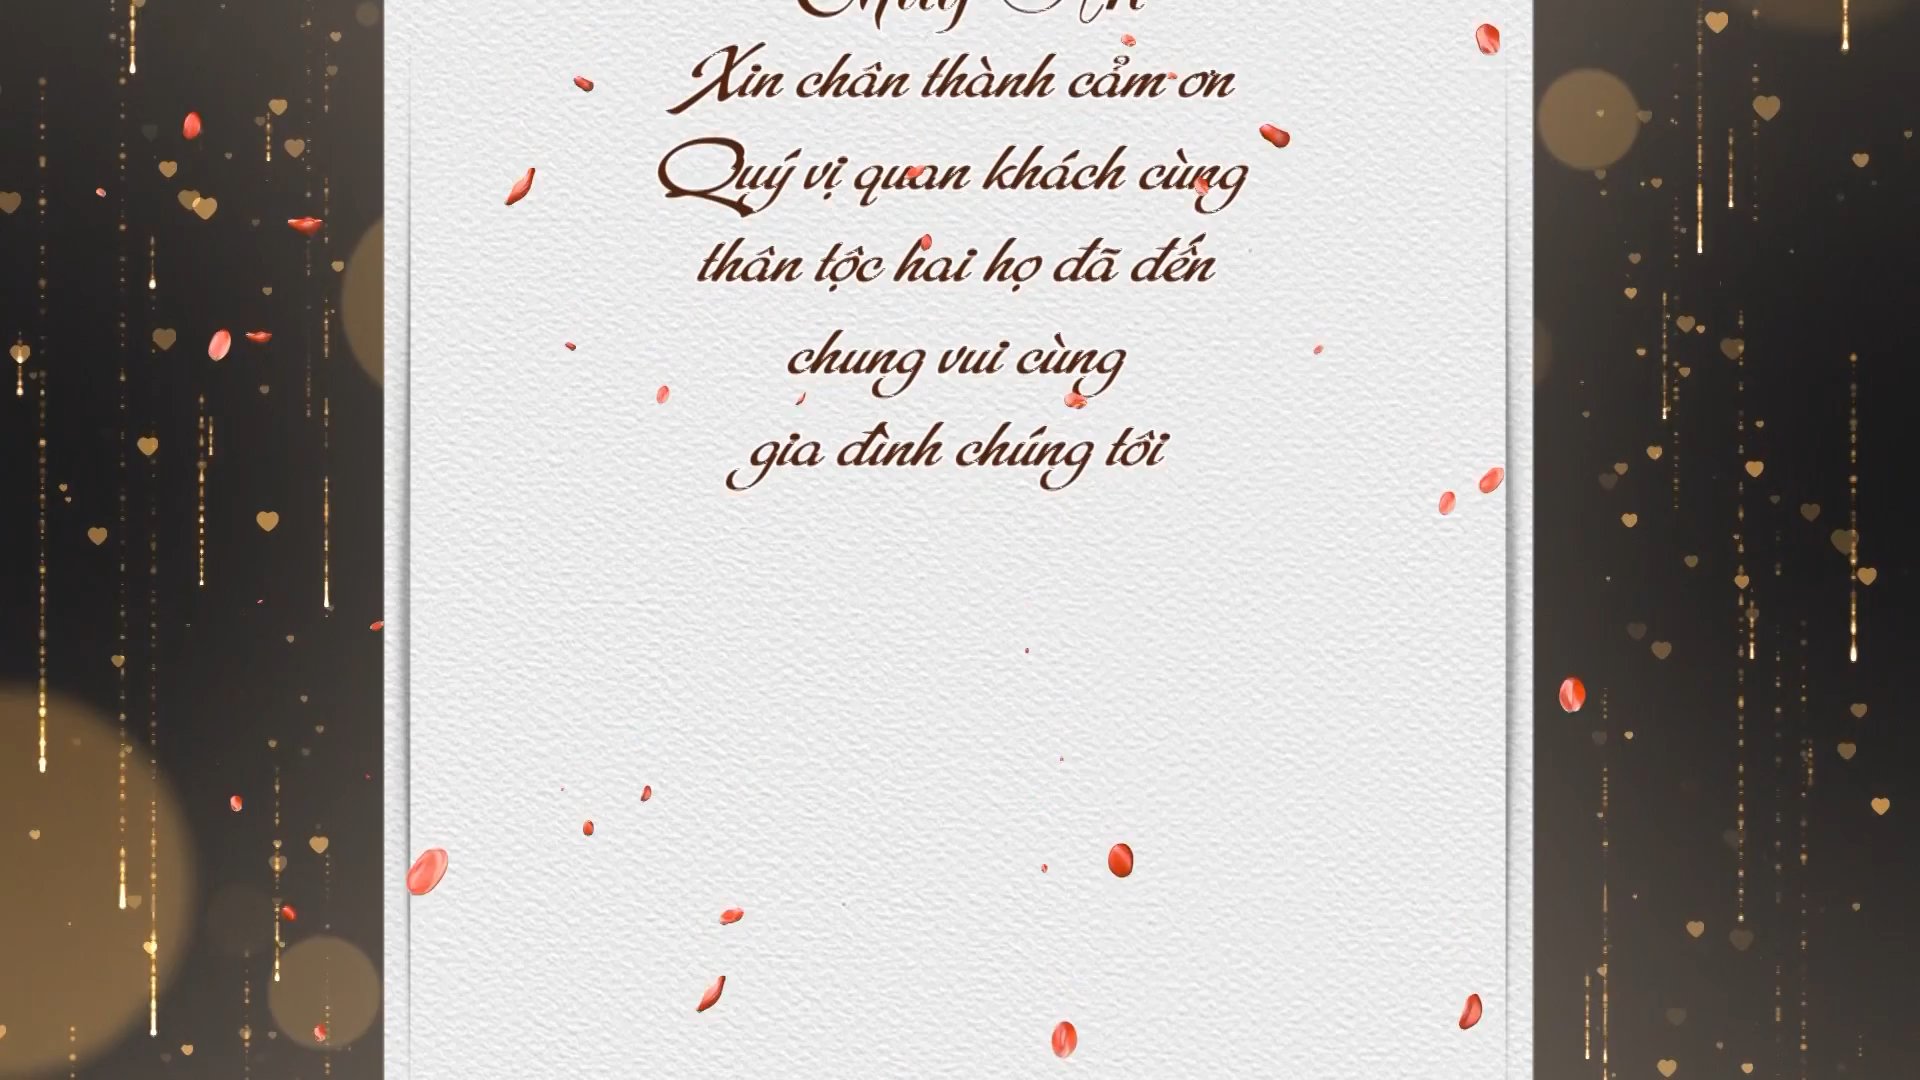 Xin chân thành cảm ơn
Quý vị quan khách cùng
thân tộc hai họ đã đến
chung vui cùng
gia đình chúng tôi